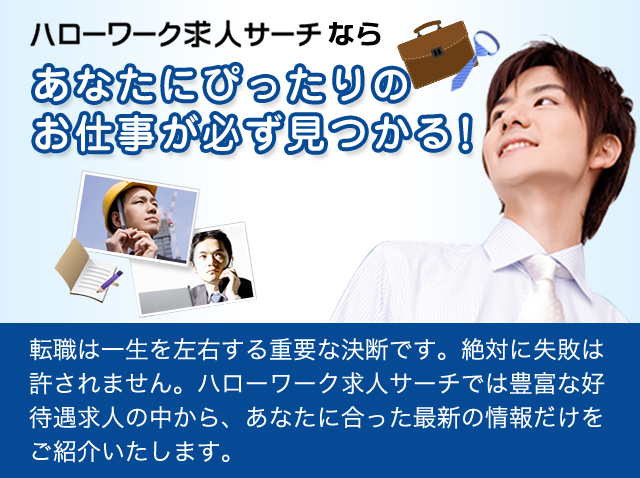 ハローワーク求人サーチなら
あなたにぴったりの
お仕事が必ず見つかる!
転職は一生を左右する重要な決断です。絶対に失敗は
許されません。ハローワーク求人サーチでは豊富な好
待遇求人の中から、あなたに合った最新の情報だけを
ご紹介いたします。